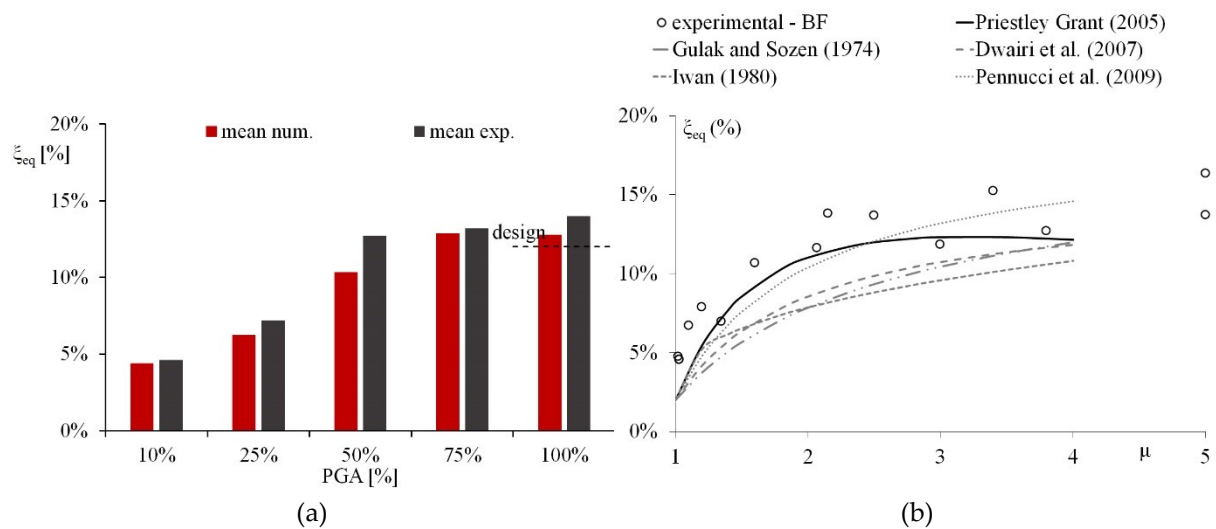 experimental - BF
Priestley Grant (2005)
Gulak and Sozen (1974)
Dwairi et al. (2007)
Iwan (1980)
Pennucci et al. (2009)
20%
ξeq [%]
mean num.
mean exp.
15%
design
10%
5%
0%
10% 25% 50% 75% 100%
PGA [%]
(a)
20%
ξeq (%)
15%
10%
5%
0%
1 2 3 4 μ 5
(b)